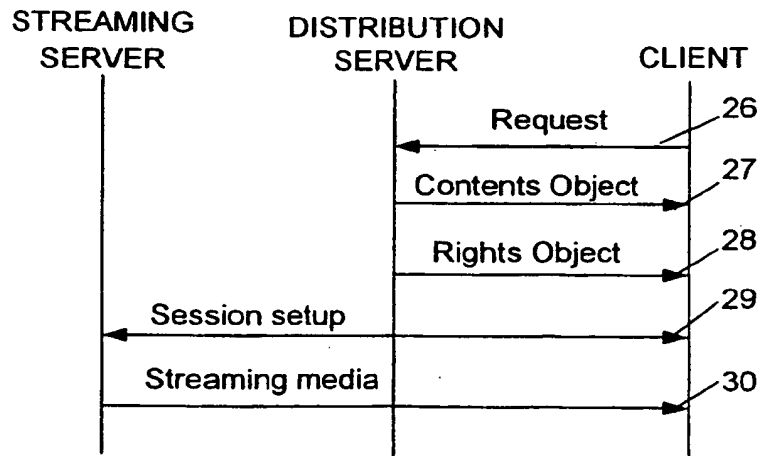 STREAMING SERVER
DISTRIBUTION SERVER
CLIENT
Request
26
Contents Object
27
Rights Object
28
Session setup
29
Streaming media
30